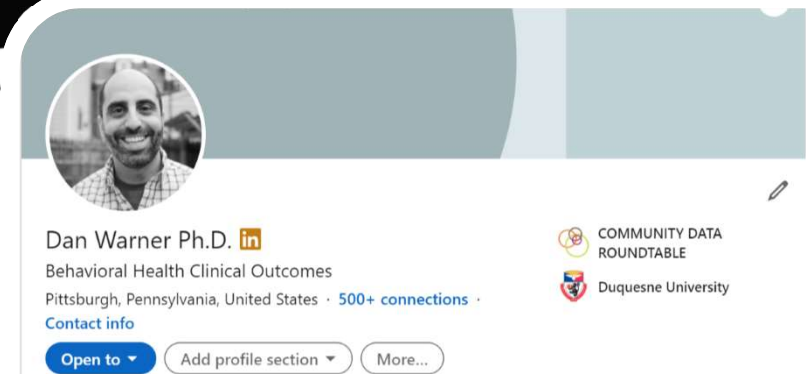 Dan Warner Ph.D. in
Behavioral Health Clinical Outcomes
Pittsburgh, Pennsylvania, United States · 500+ connections ·
Contact info
Open to
Add profile section
More...
COMMUNITY DATA
ROUNDTABLE
Duquesne University